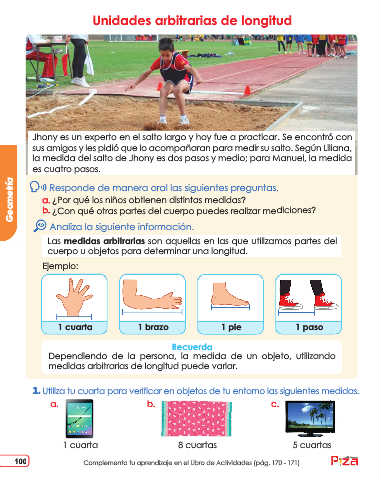 Unidades arbitrarias de longitud
Jhony es un experto en el salto largo y hoy fue a practicar. Se encontró con
sus amigos y les pidió que lo acompañaran para medir su salto. Según Liliana,
la medida del salto de Jhony es dos pasos y medio; para Manuel, la medida
es cuatro pasos.
Geometría
Responde de manera oral las siguientes preguntas.
a. ¿Por qué los niños obtienen distintas medidas?
b. ¿Con qué otras partes del cuerpo puedes realizar mediciones?
Analiza la siguiente información.
Las medidas arbitrarias son aquellas en las que utilizamos partes del
cuerpo u objetos para determinar una longitud.
Ejemplo:
1 cuarta 1 brazo 1 pie 1 paso
Recuerda
Dependiendo de la persona, la medida de un objeto, utilizando
medidas arbitrarias de longitud puede variar.
1. Utiliza tu cuarta para verificar en objetos de tu entorno las siguientes medidas.
a. b. c.
1 cuarta 8 cuartas 5 cuartas
100 Complementa tu aprendizaje en el Libro de Actividades (pág. 170 - 171)